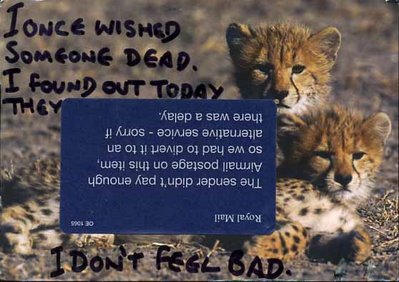 I ONCE WISHED
SOMEONE DEAD.
I FOUND OUT TODAY
THEY
Royal Mail
The sender didn't pay enough
Airmail postage on this item,
so we had to divert it to an
alternative service - sorry if
there was a delay.
OE 1065
I DON'T FEEL BAD.